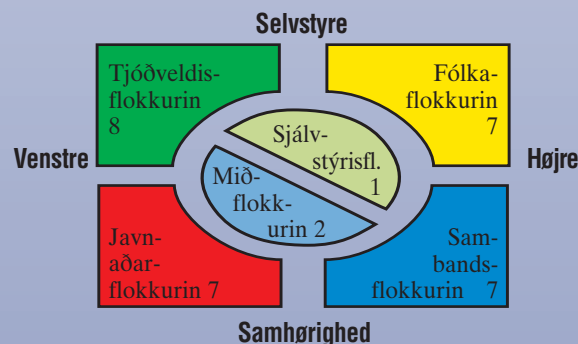 Selvstyre
Tjóðveldis-
flokkurin
8
Fólka-
flokkurin
7
Sjálv-
stýrisfl.
1
Venstre
Højre
Mið-
flokk-
urin 2
Javn-
aðar-
flokkurin 7
Sam-
bands-
flokkurin 7
Samhørighed